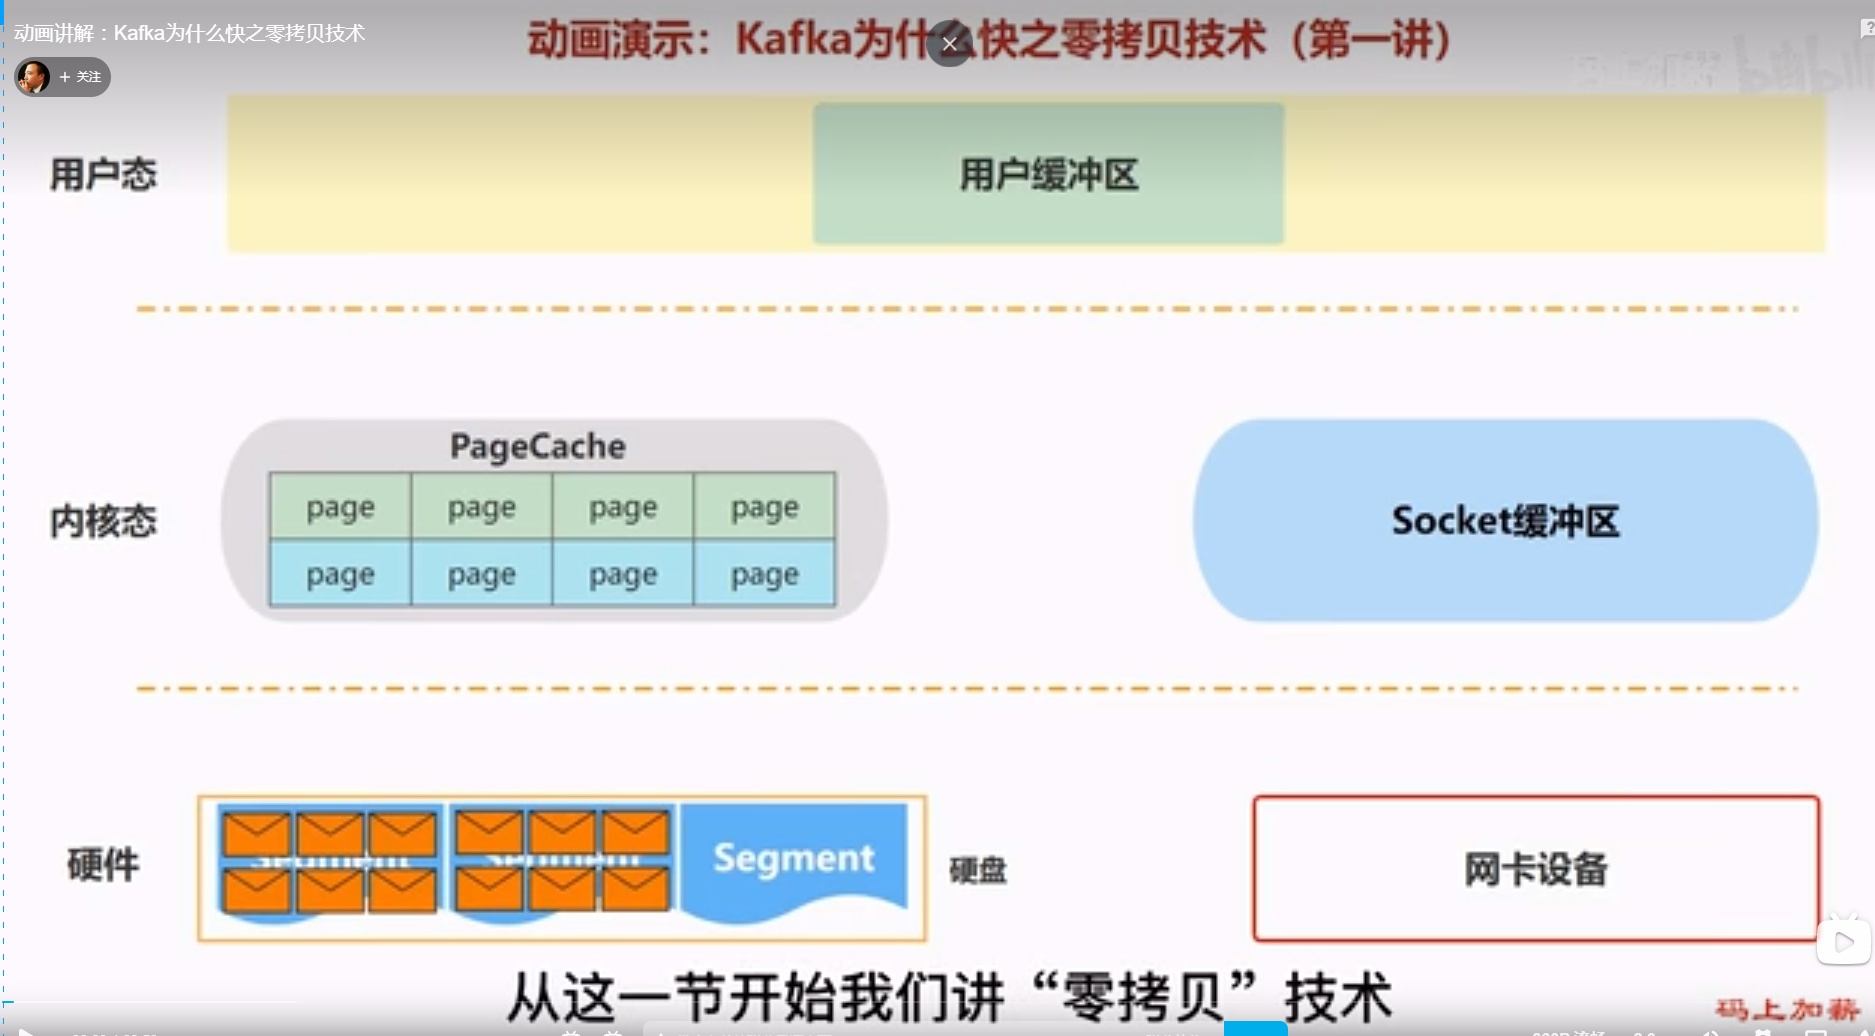 动画讲解：Kafka为什么快之零拷贝技术
动画演示：Kafka为什么快之零拷贝技术（第一讲）
+ 关注
用户态
用户缓冲区
PageCache
page page page page
内核态
Socket缓冲区
page page page page
硬件
Segment
硬盘
网卡设备
从这一节开始我们讲“零拷贝”技术
码上加薪